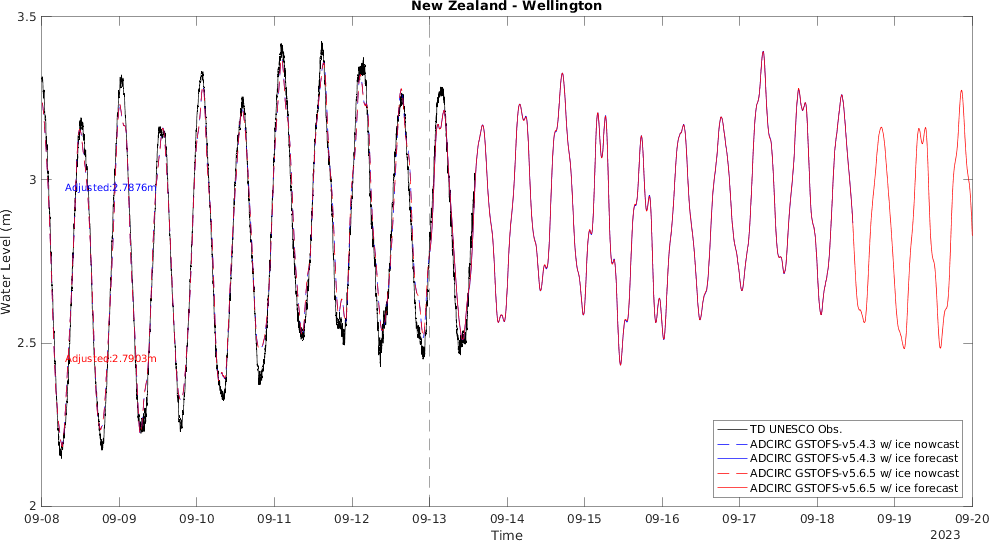 New Zealand - Wellington
3.5
3
2.5
2
Water Level (m)
Adjusted:2.7876m
Adjusted:2.7903m
TD UNESCO Obs.
ADCIRC GSTOFS-v5.4.3 w/ ice nowcast
ADCIRC GSTOFS-v5.4.3 w/ ice forecast
ADCIRC GSTOFS-v5.6.5 w/ ice nowcast
ADCIRC GSTOFS-v5.6.5 w/ ice forecast
09-08 09-09 09-10 09-11 09-12 09-13 09-14 09-15 09-16 09-17 09-18 09-19 09-20
Time
2023